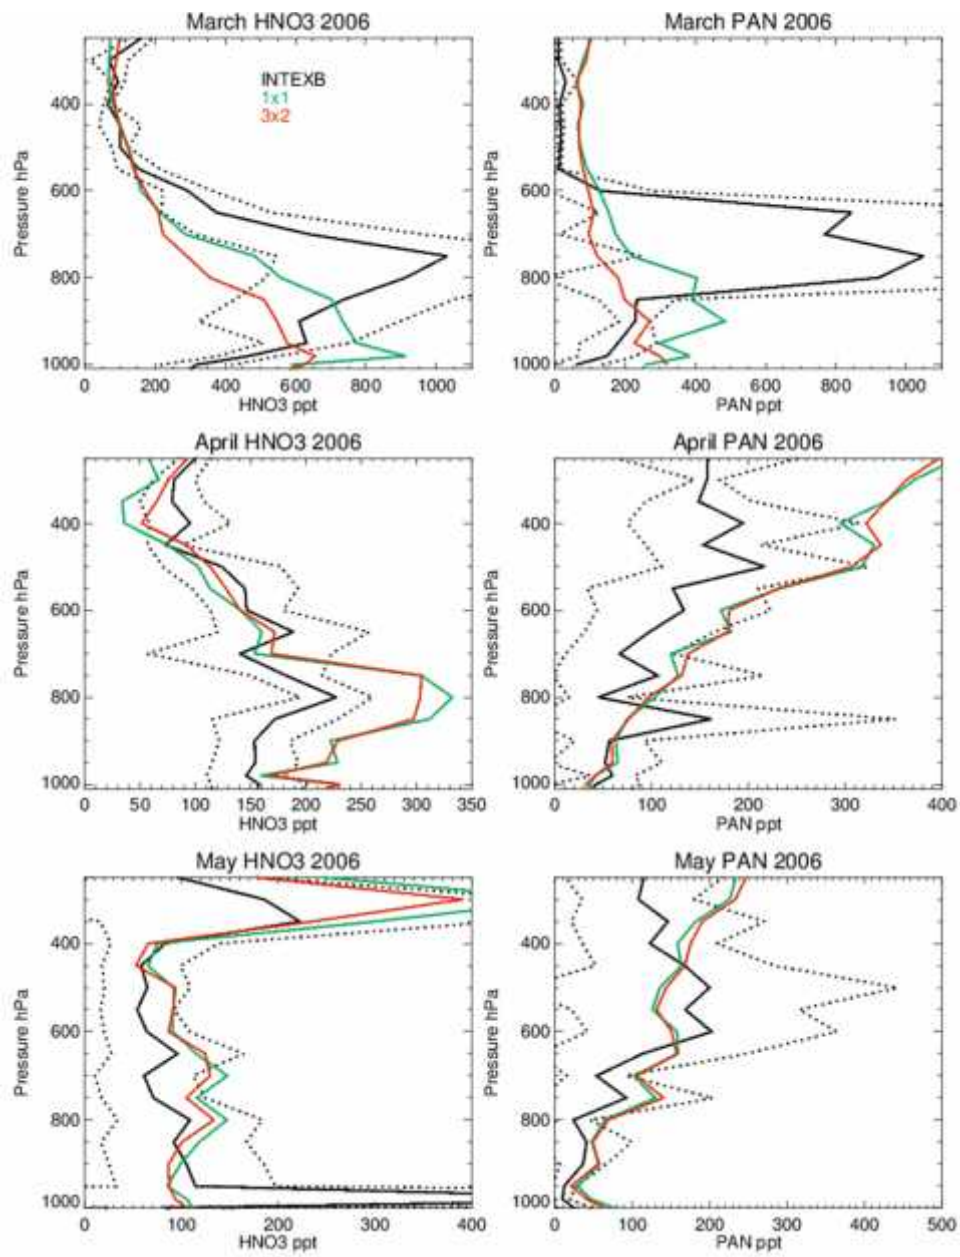 March HNO3 2006
March PAN 2006
INTEXB
1x1
3x2
400
600
800
1000
Pressure hPa
0 200 400 600 800 1000
HNO3 ppt
400
600
800
1000
Pressure hPa
0 200 400 600 800 1000
PAN ppt
April HNO3 2006
April PAN 2006
400
600
800
1000
Pressure hPa
0 50 100 150 200 250 300 350
HNO3 ppt
400
600
800
1000
Pressure hPa
0 100 200 300 400
PAN ppt
May HNO3 2006
May PAN 2006
400
600
800
1000
Pressure hPa
0 100 200 300 400
HNO3 ppt
400
600
800
1000
Pressure hPa
0 100 200 300 400 500
PAN ppt